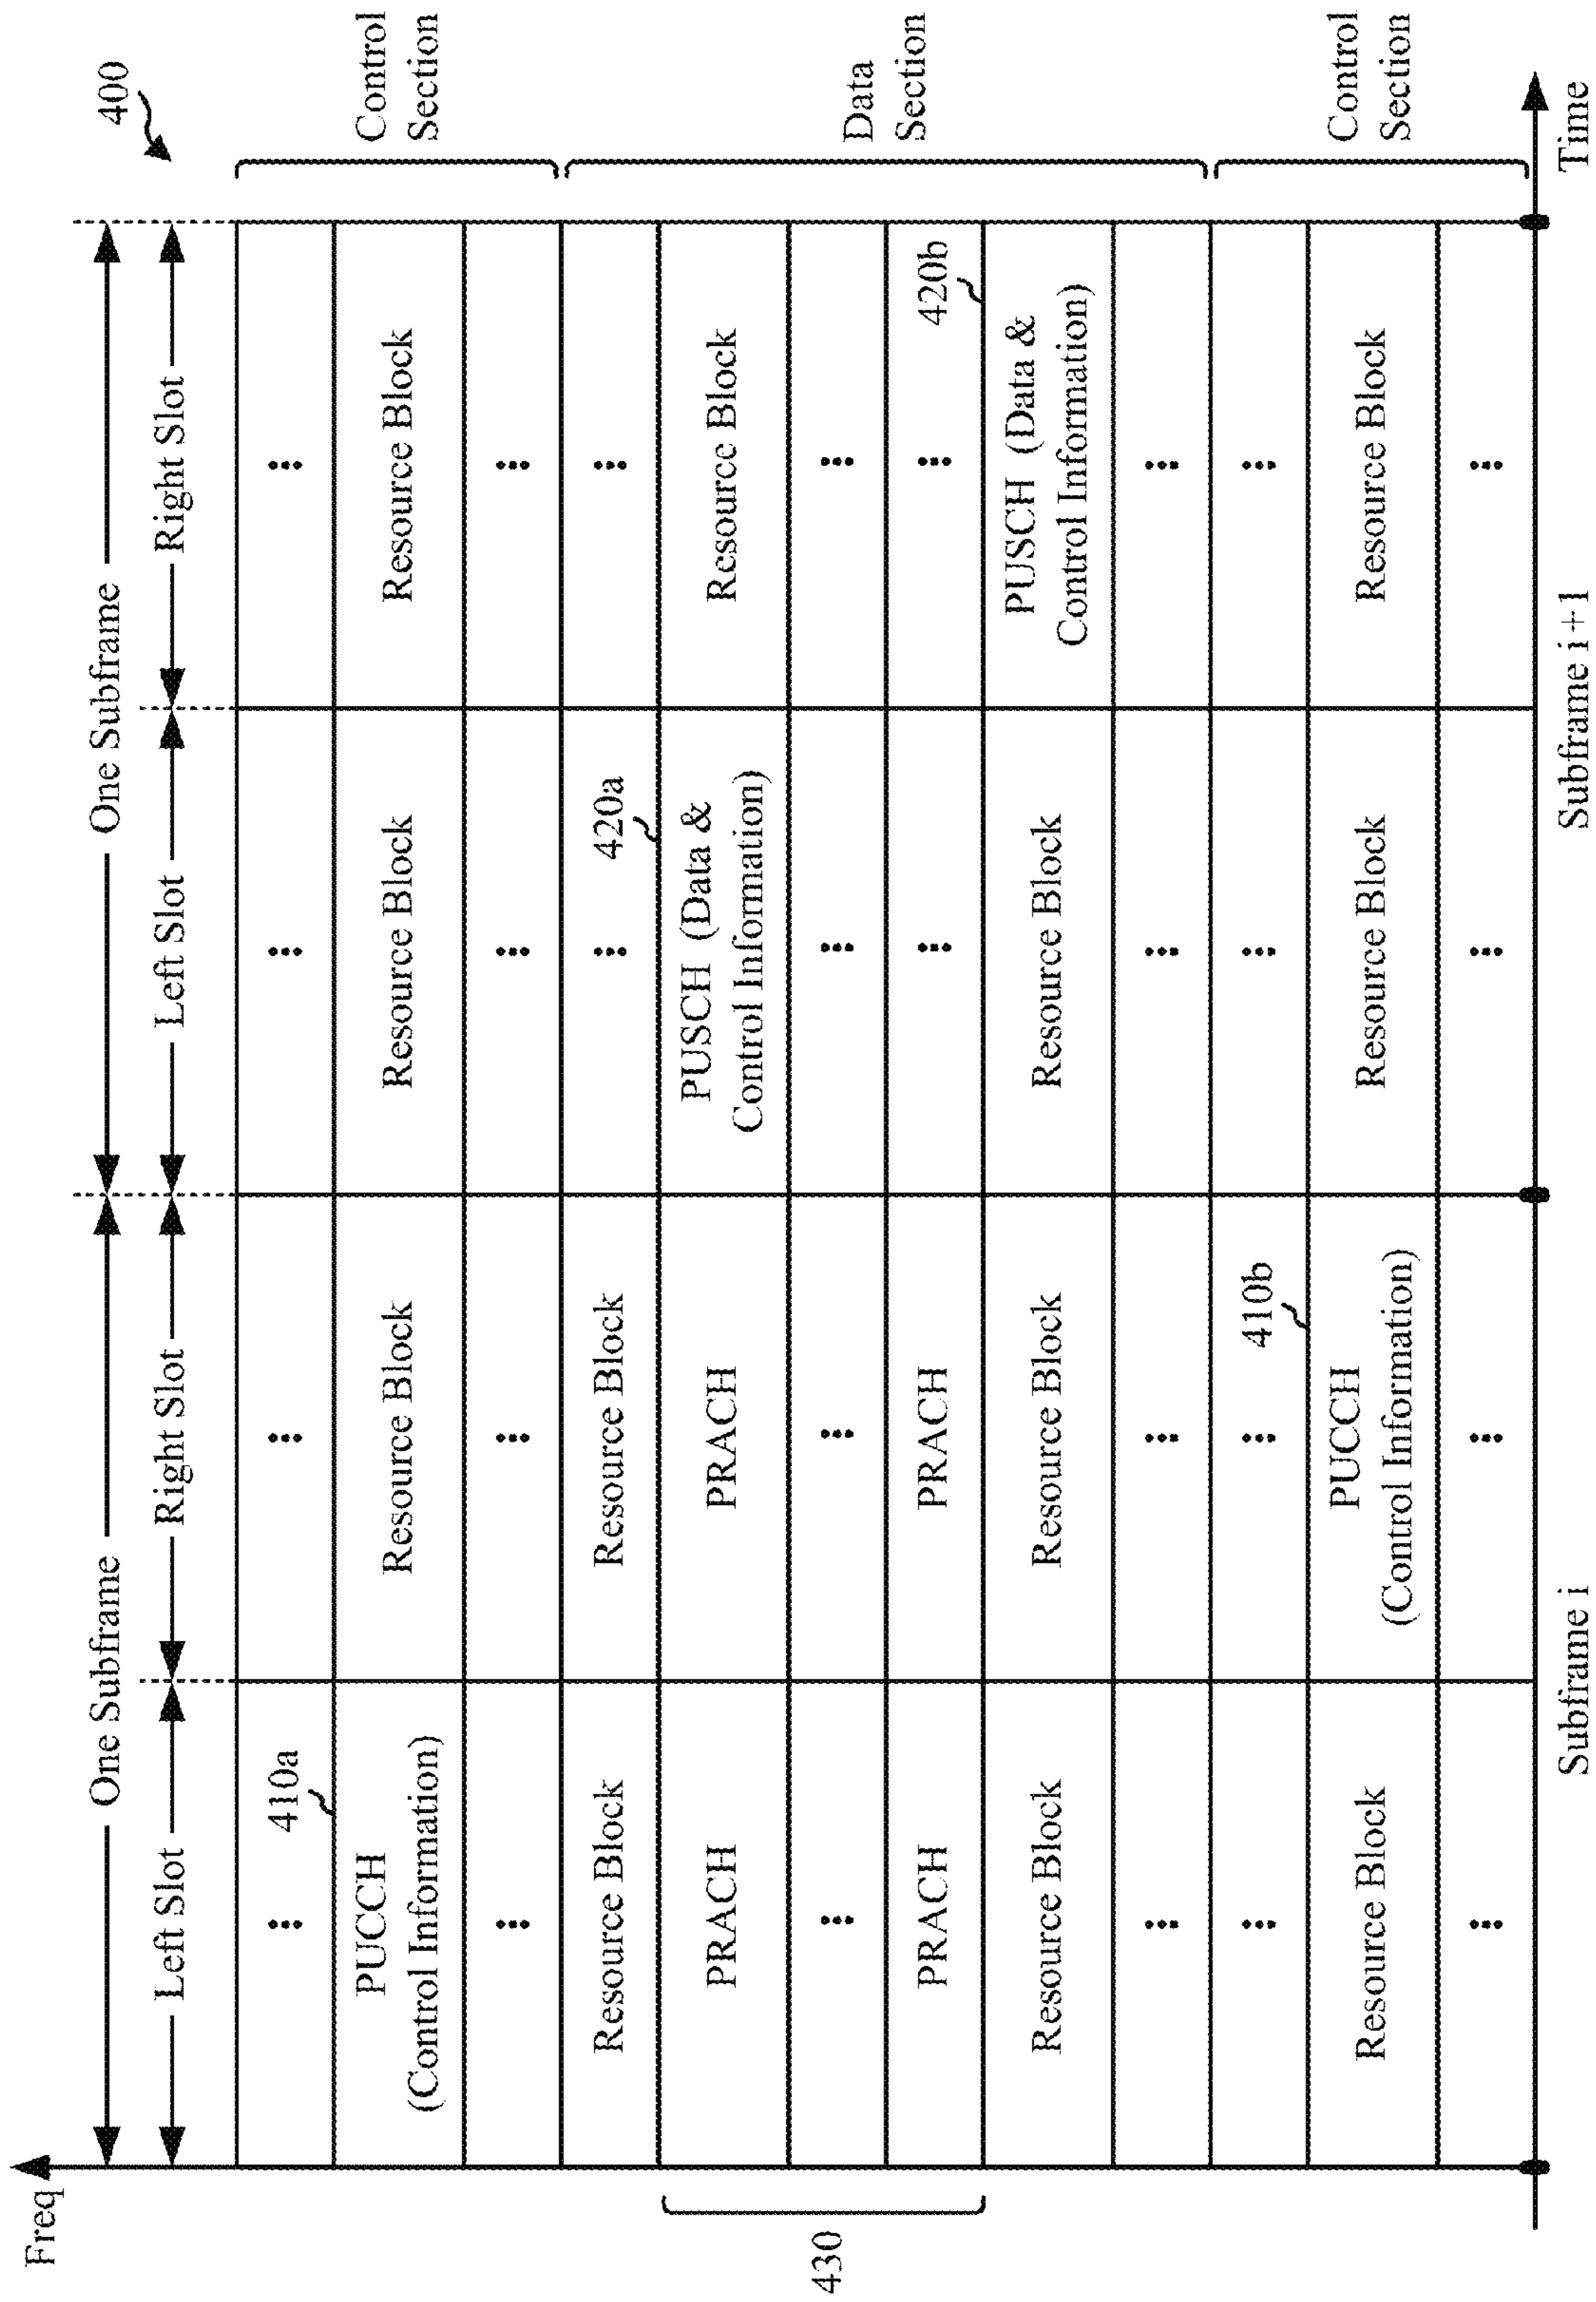 400
Freq
One Subframe
One Subframe
Left Slot
Right Slot
Left Slot
Right Slot
410a
PUCCH
(Control Information)
Resource Block
Resource Block
Resource Block
Control
Section
Resource Block
Resource Block
420a
PRACH
PRACH
PUSCH (Data &
Control Information)
Resource Block
430
Data
Section
PRACH
PRACH
420b
Resource Block
Resource Block
Resource Block
PUSCH (Data &
Control Information)
410b
Resource Block
PUCCH
(Control Information)
Resource Block
Resource Block
Control
Section
Subframe i
Subframe i+1
Time